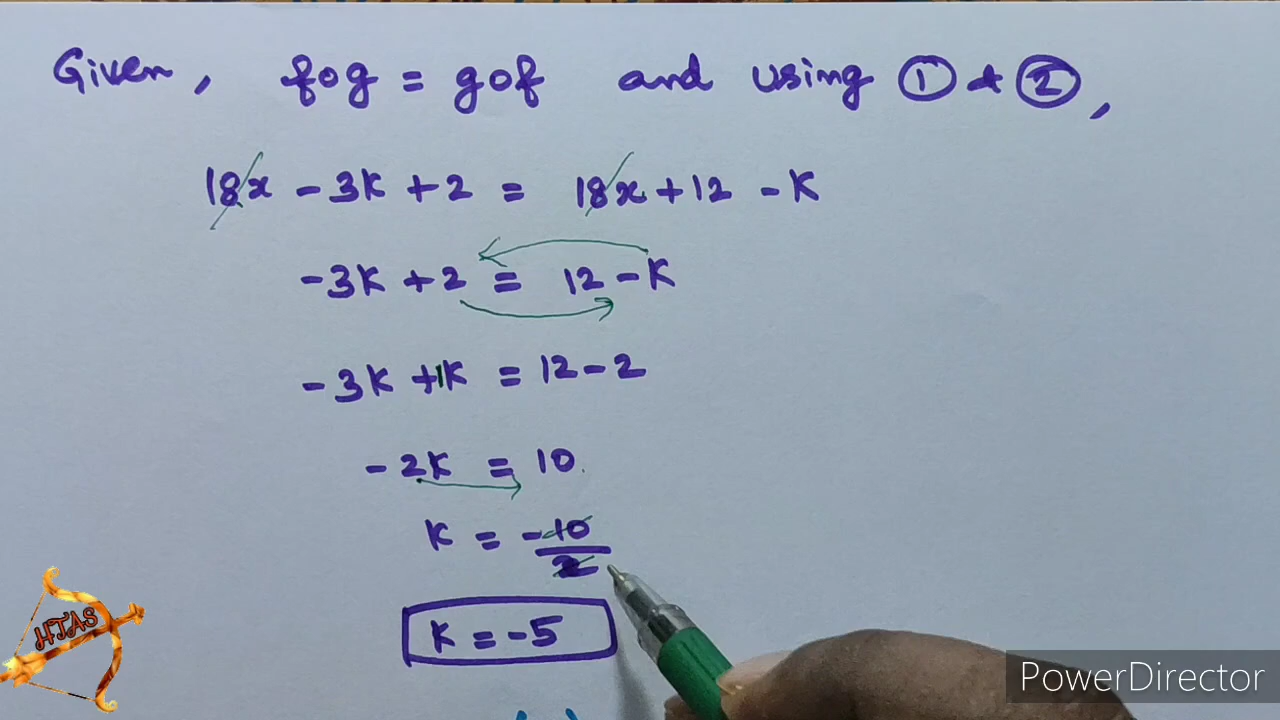 Given, fog = gof and using ① & ②,
18x - 3K + 2 = 18x + 12 - K
-3K + 2 = 12 - K
-3K + 1K = 12 - 2
-2K = 10
K = -10/2
K = -5
HTAS
PowerDirector